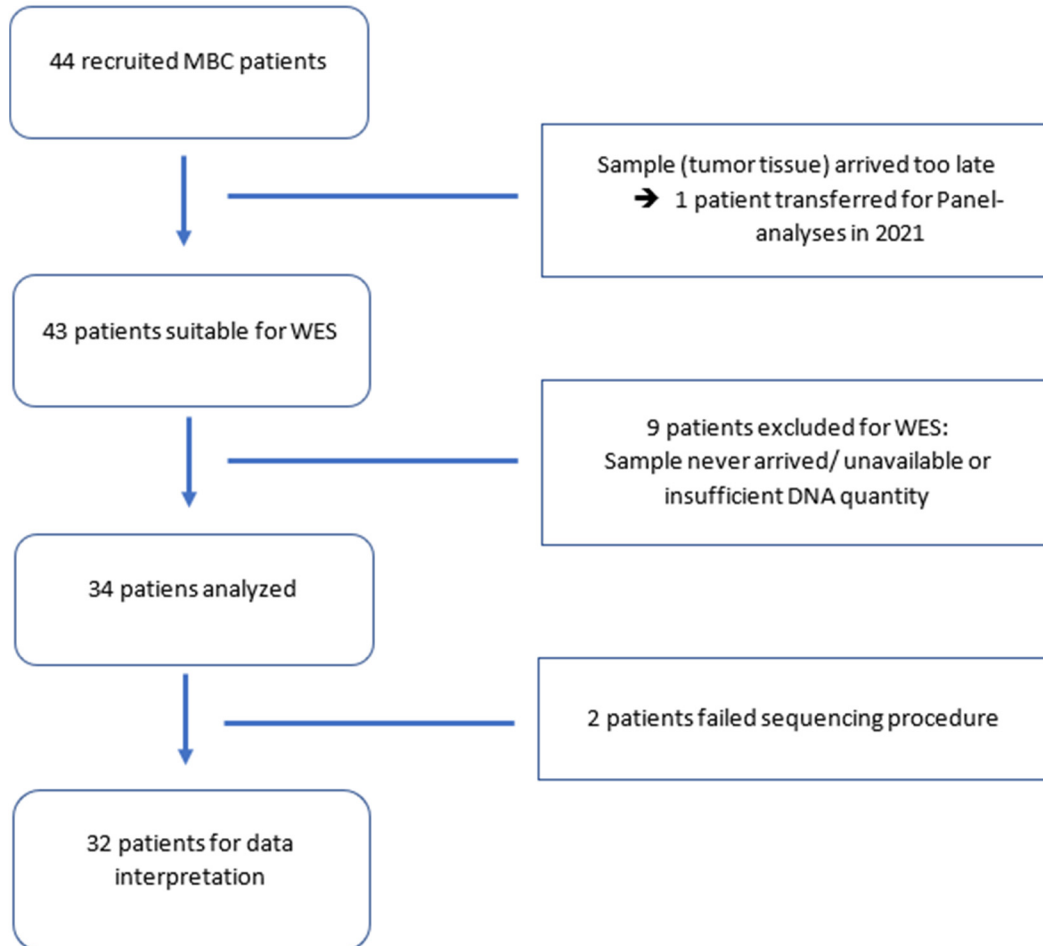 44 recruited MBC patients
Sample (tumor tissue) arrived too late
➔ 1 patient transferred for Panel-
analyses in 2021
43 patients suitable for WES
9 patients excluded for WES:
Sample never arrived/ unavailable or
insufficient DNA quantity
34 patiens analyzed
2 patients failed sequencing procedure
32 patients for data
interpretation